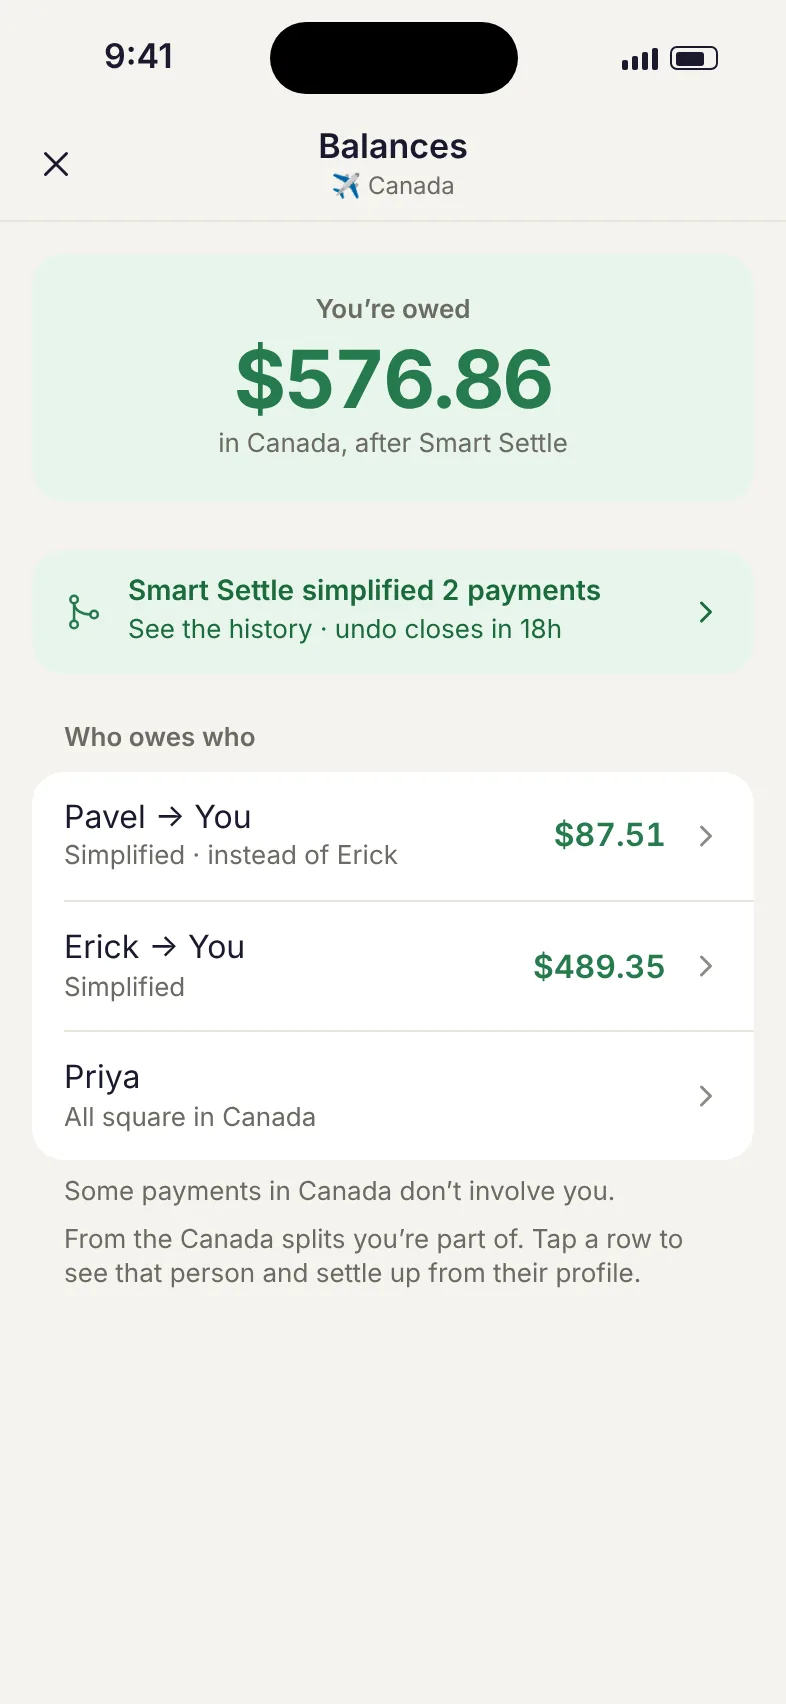 9:41
Balances
✈️ Canada
You’re owed
$576.86
in Canada, after Smart Settle
Smart Settle simplified 2 payments
See the history · undo closes in 18h
Who owes who
Pavel → You
Simplified · instead of Erick
$87.51
Erick → You
Simplified
$489.35
Priya
All square in Canada
Some payments in Canada don’t involve you.
From the Canada splits you’re part of. Tap a row to
see that person and settle up from their profile.